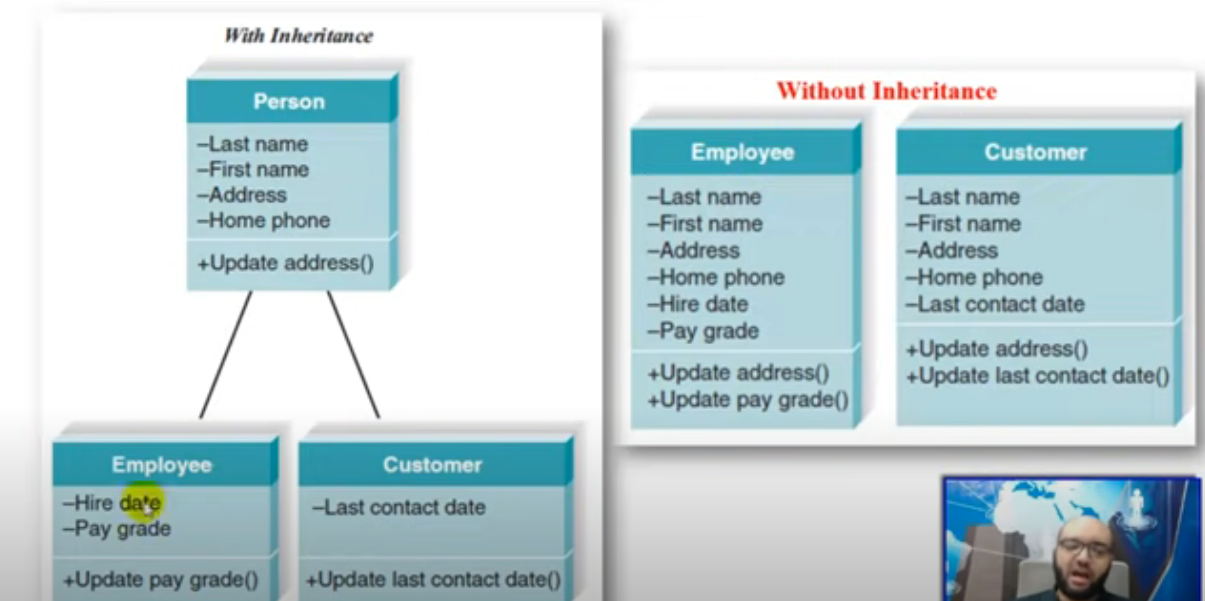 With Inheritance
Person
–Last name
–First name
–Address
–Home phone
+Update address()
Employee
–Hire date
–Pay grade
+Update pay grade()
Customer
–Last contact date
+Update last contact date()
Without Inheritance
Employee
–Last name
–First name
–Address
–Home phone
–Hire date
–Pay grade
+Update address()
+Update pay grade()
Customer
–Last name
–First name
–Address
–Home phone
–Last contact date
+Update address()
+Update last contact date()